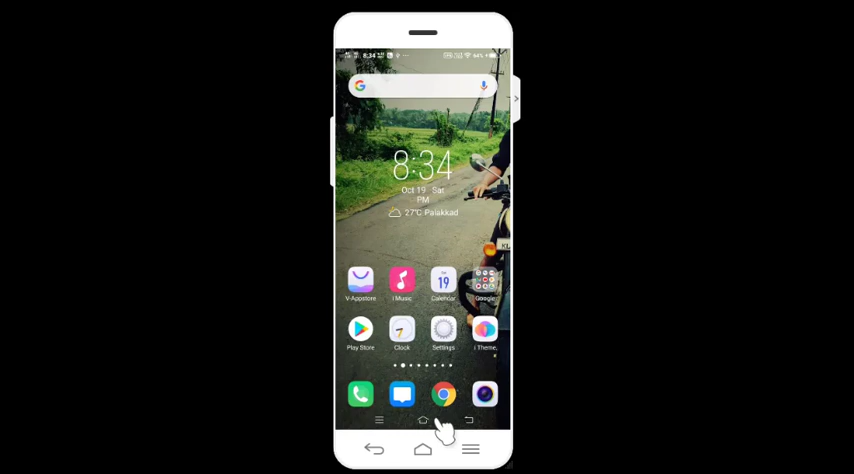 8:34
64%
8:34
Oct 19 Sat
PM
27°C Palakkad
KL
V-Appstore
i Music
Calendar
Google
Sat
19
Play Store
Clock
Settings
i Theme